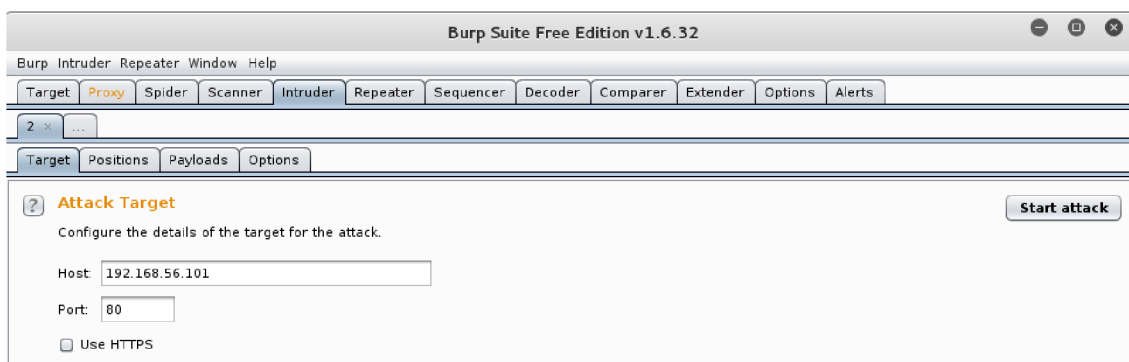 Burp Suite Free Edition v1.6.32
Burp Intruder Repeater Window Help
Target Proxy Spider Scanner Intruder Repeater Sequencer Decoder Comparer Extender Options Alerts
2 × ...
Target Positions Payloads Options
? Attack Target Start attack
Configure the details of the target for the attack.
Host: 192.168.56.101
Port: 80
Use HTTPS